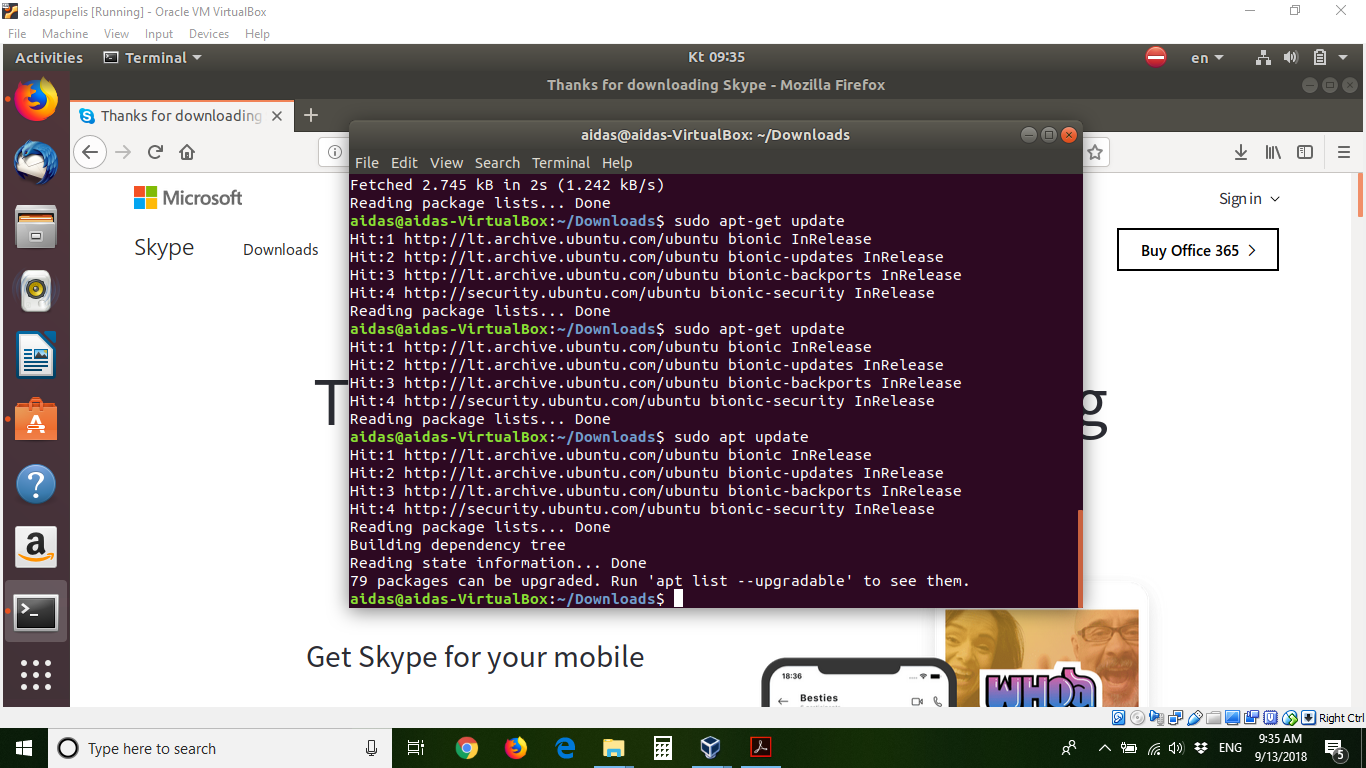 aidaspupelis [Running] - Oracle VM VirtualBox
File Machine View Input Devices Help
Activities Terminal Kt 09:35 en
Thanks for downloading Skype - Mozilla Firefox
Thanks for downloading
aidas@aidas-VirtualBox: ~/Downloads
File Edit View Search Terminal Help
Microsoft
Sign in
Skype Downloads
Buy Office 365
Fetched 2.745 kB in 2s (1.242 kB/s)
Reading package lists... Done
aidas@aidas-VirtualBox:~/Downloads$ sudo apt-get update
Hit:1 http://lt.archive.ubuntu.com/ubuntu bionic InRelease
Hit:2 http://lt.archive.ubuntu.com/ubuntu bionic-updates InRelease
Hit:3 http://lt.archive.ubuntu.com/ubuntu bionic-backports InRelease
Hit:4 http://security.ubuntu.com/ubuntu bionic-security InRelease
Reading package lists... Done
aidas@aidas-VirtualBox:~/Downloads$ sudo apt-get update
Hit:1 http://lt.archive.ubuntu.com/ubuntu bionic InRelease
Hit:2 http://lt.archive.ubuntu.com/ubuntu bionic-updates InRelease
Hit:3 http://lt.archive.ubuntu.com/ubuntu bionic-backports InRelease
Hit:4 http://security.ubuntu.com/ubuntu bionic-security InRelease
Reading package lists... Done
aidas@aidas-VirtualBox:~/Downloads$ sudo apt update
Hit:1 http://lt.archive.ubuntu.com/ubuntu bionic InRelease
Hit:2 http://lt.archive.ubuntu.com/ubuntu bionic-updates InRelease
Hit:3 http://lt.archive.ubuntu.com/ubuntu bionic-backports InRelease
Hit:4 http://security.ubuntu.com/ubuntu bionic-security InRelease
Reading package lists... Done
Building dependency tree
Reading state information... Done
79 packages can be upgraded. Run 'apt list --upgradable' to see them.
aidas@aidas-VirtualBox:~/Downloads$
T g
Get Skype for your mobile
18:36
Besties
WHOA
Right Ctrl
Type here to search
ENG
9:35 AM
9/13/2018
5